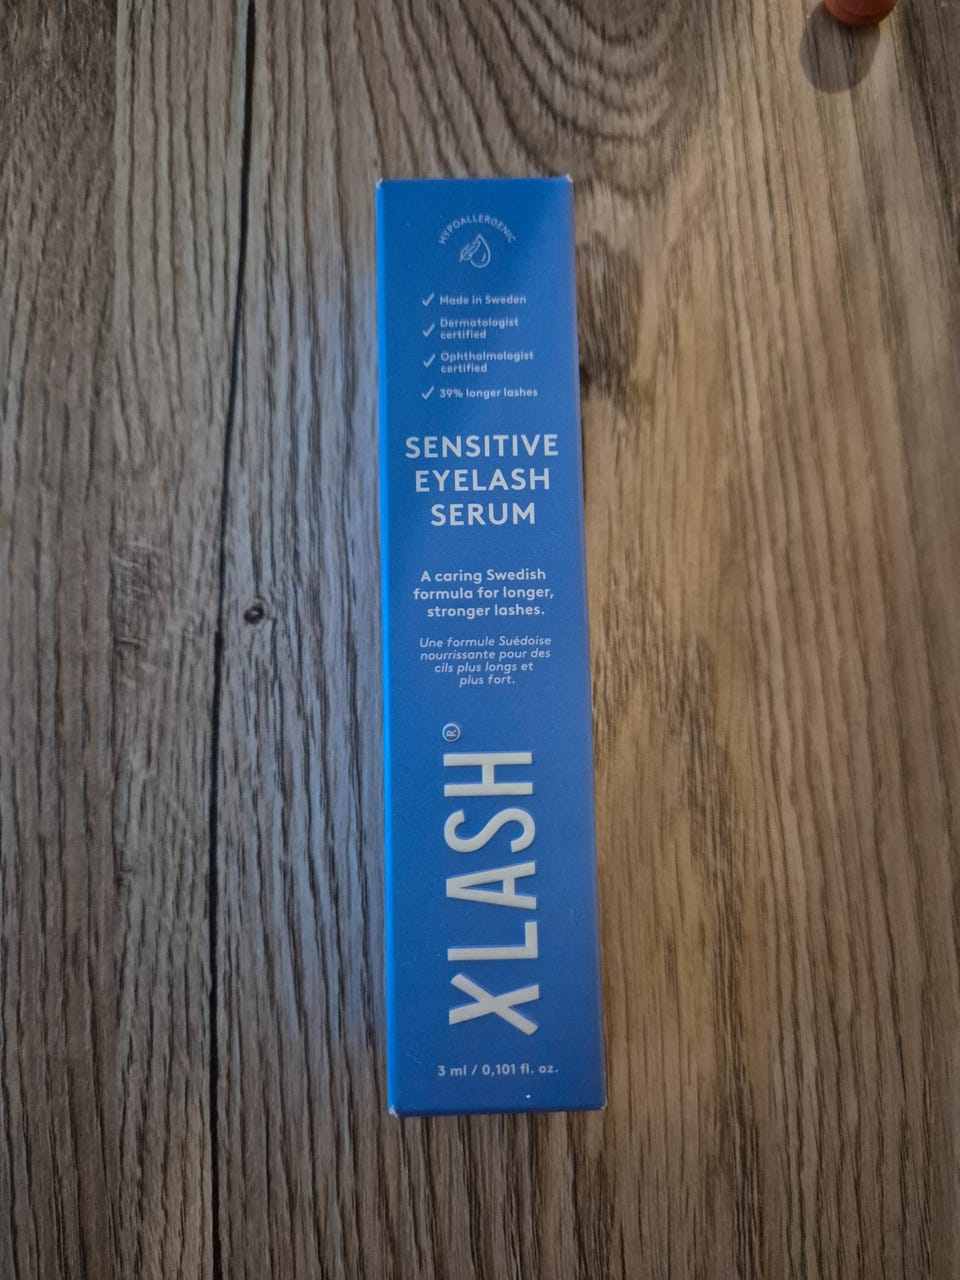 HYPOALLERGENIC
✓ Made in Sweden
✓ Dermatologist
certified
✓ Ophthalmologist
certified
✓ 39% longer lashes
SENSITIVE
EYELASH
SERUM
A caring Swedish
formula for longer,
stronger lashes.
Une formule Suédoise
nourrissante pour des
cils plus longs et
plus fort.
XLASH®
3 ml / 0,101 fl. oz.